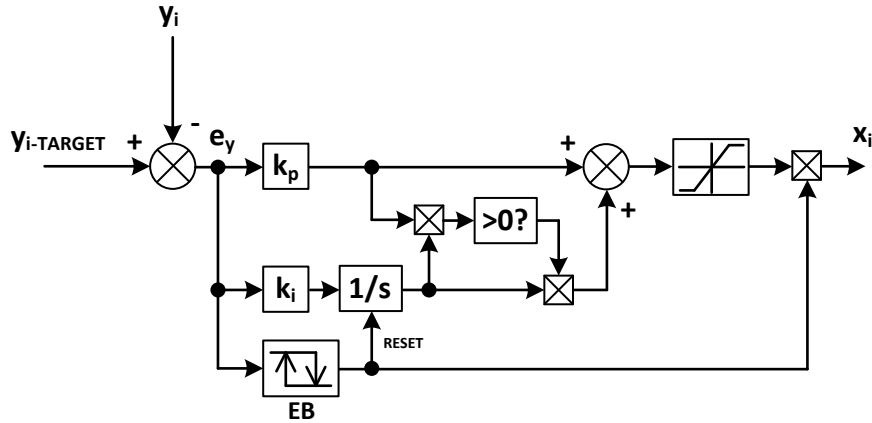 yi
yi-TARGET
+
-
ey
kp
+
+
xi
>0?
ki
1/s
RESET
EB